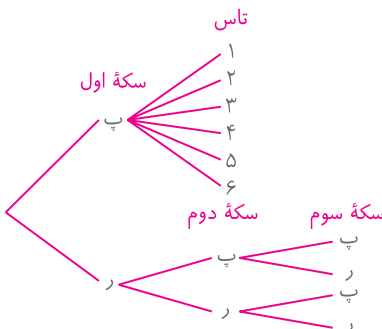 تاس
۱
سکهٔ اول
۲
۳
پ
۴
۵
۶
سکهٔ دوم
سکهٔ سوم
پ
پ
ر
ر
پ
ر
ر